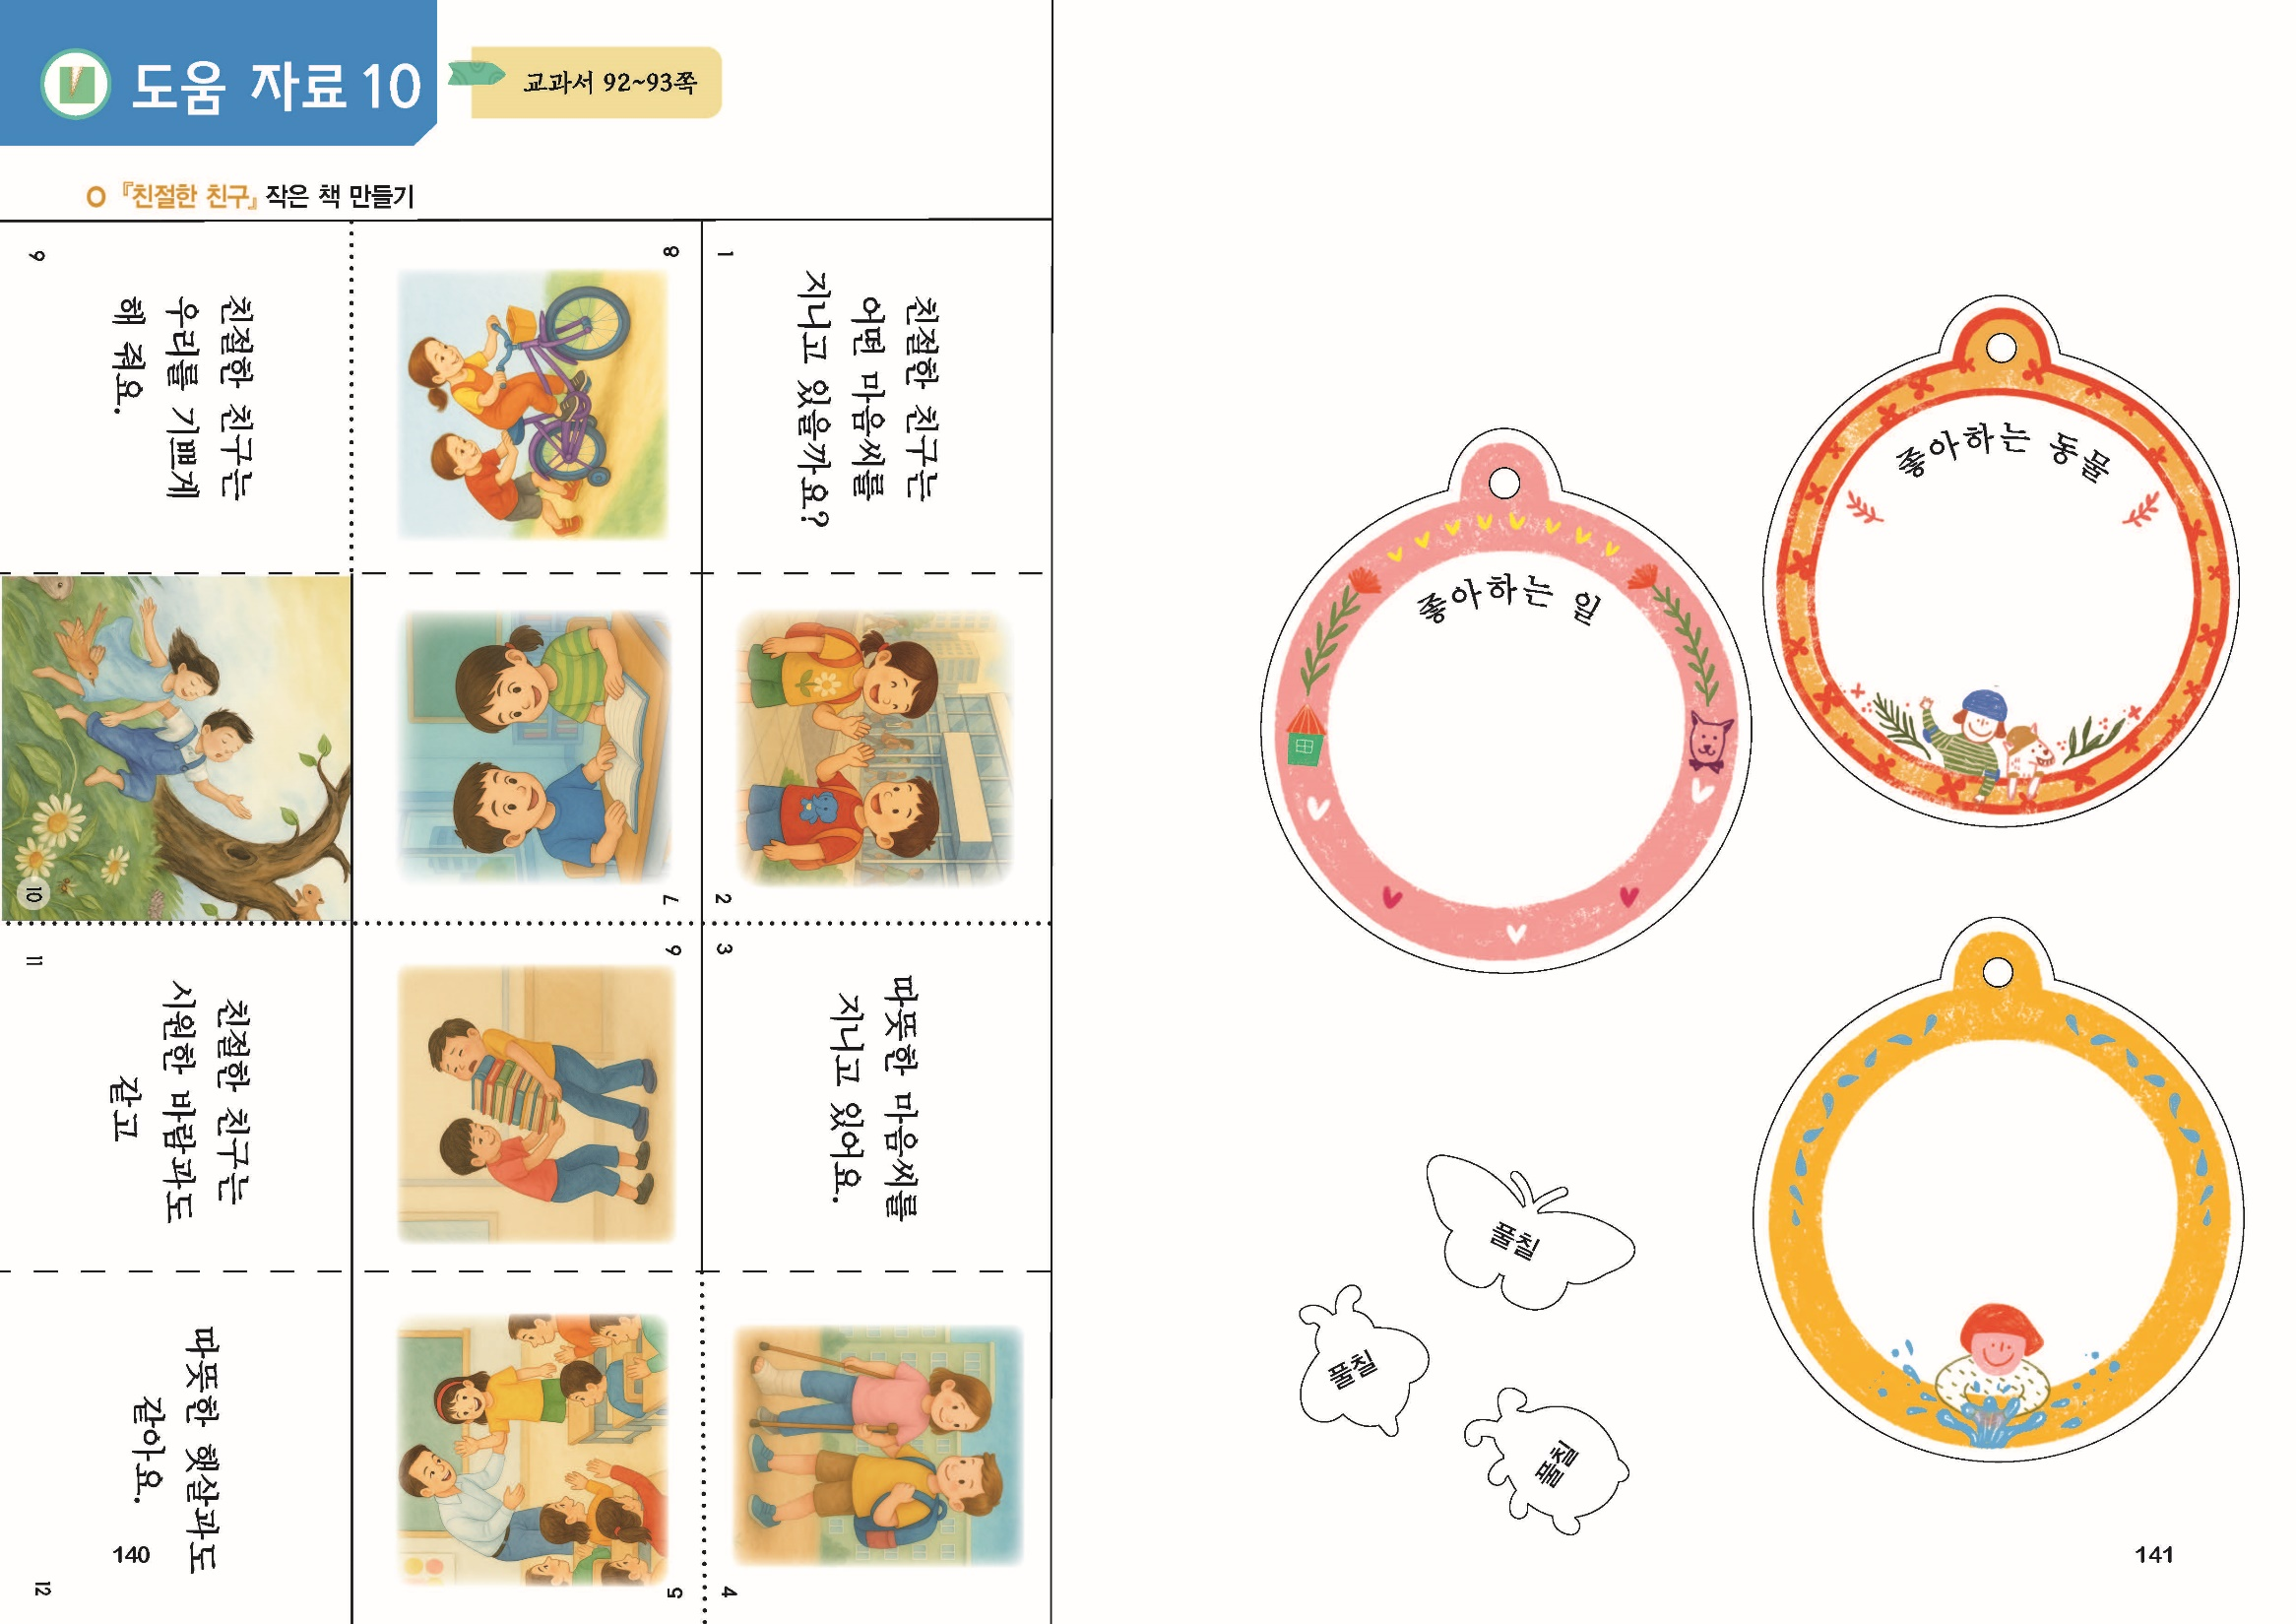 도움 자료 10
교과서 92~93쪽
『친절한 친구』 작은 책 만들기
1
친절한 친구는
어떤 마음씨를
지니고 있을까요?
2
3
따뜻한 마음씨를
지니고 있어요.
4
5
6
7
8
9
친절한 친구는
우리를 기쁘게
해 줘요.
10
11
친절한 친구는
시원한 바람과도
같고
12
따뜻한 햇살과도
같아요.
140
좋아하는 일
좋아하는 동물
풀칠
풀칠
풀칠
141